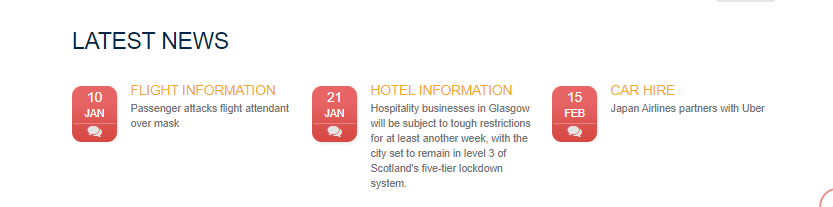 LATEST NEWS
10
JAN
FLIGHT INFORMATION
Passenger attacks flight attendant
over mask
21
JAN
HOTEL INFORMATION
Hospitality businesses in Glasgow
will be subject to tough restrictions
for at least another week, with the
city set to remain in level 3 of
Scotland's five-tier lockdown
system.
15
FEB
CAR HIRE
Japan Airlines partners with Uber